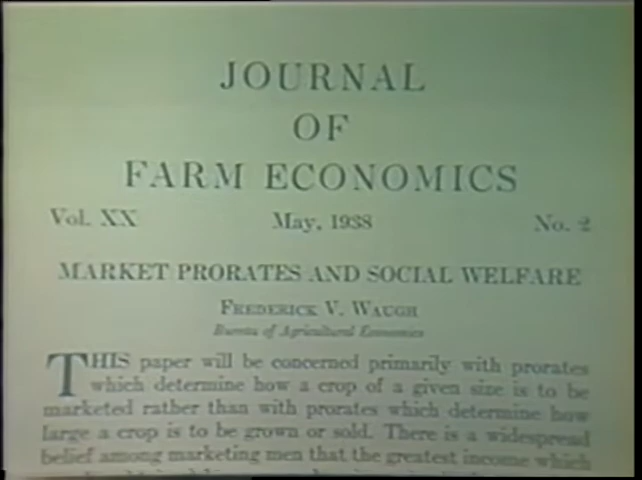 JOURNAL
OF
FARM ECONOMICS
Vol. XX May, 1938 No. 2
MARKET PRORATES AND SOCIAL WELFARE
FREDERICK V. WAUGH
Bureau of Agricultural Economics
THIS paper will be concerned primarily with prorates
which determine how a crop of a given size is to be
marketed rather than with prorates which determine how
large a crop is to be grown or sold. There is a widespread
belief among marketing men that the greatest income which